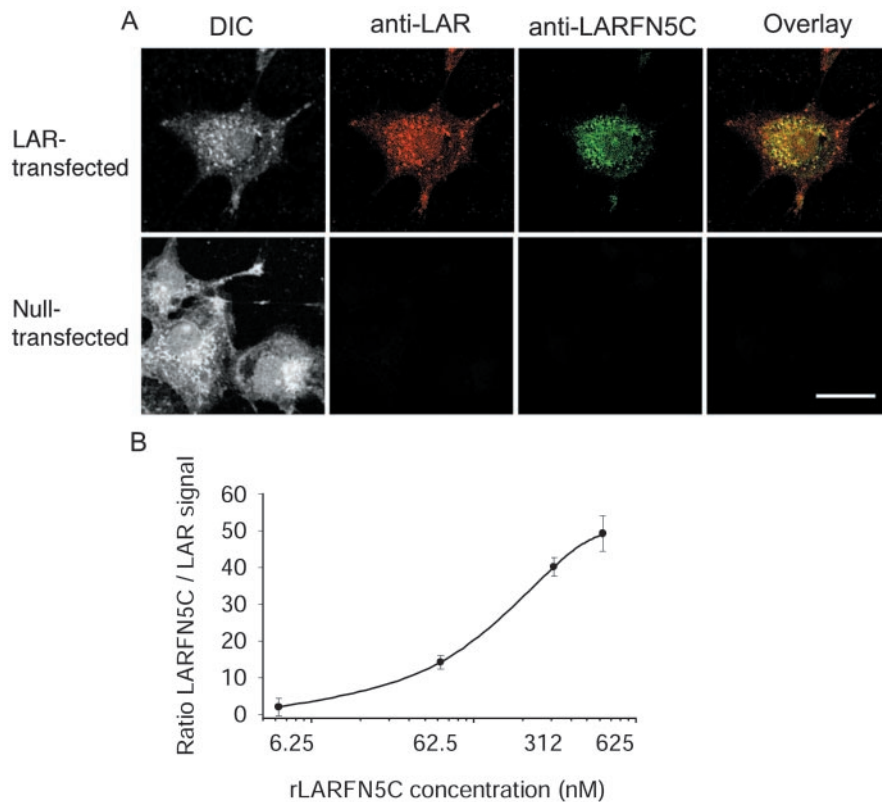 A
DIC
anti-LAR
anti-LARFN5C
Overlay
LAR-
transfected
Null-
transfected
B
Ratio LARFN5C / LAR signal
60
50
40
30
20
10
0
6.25
62.5
312
625
rLARFN5C concentration (nM)